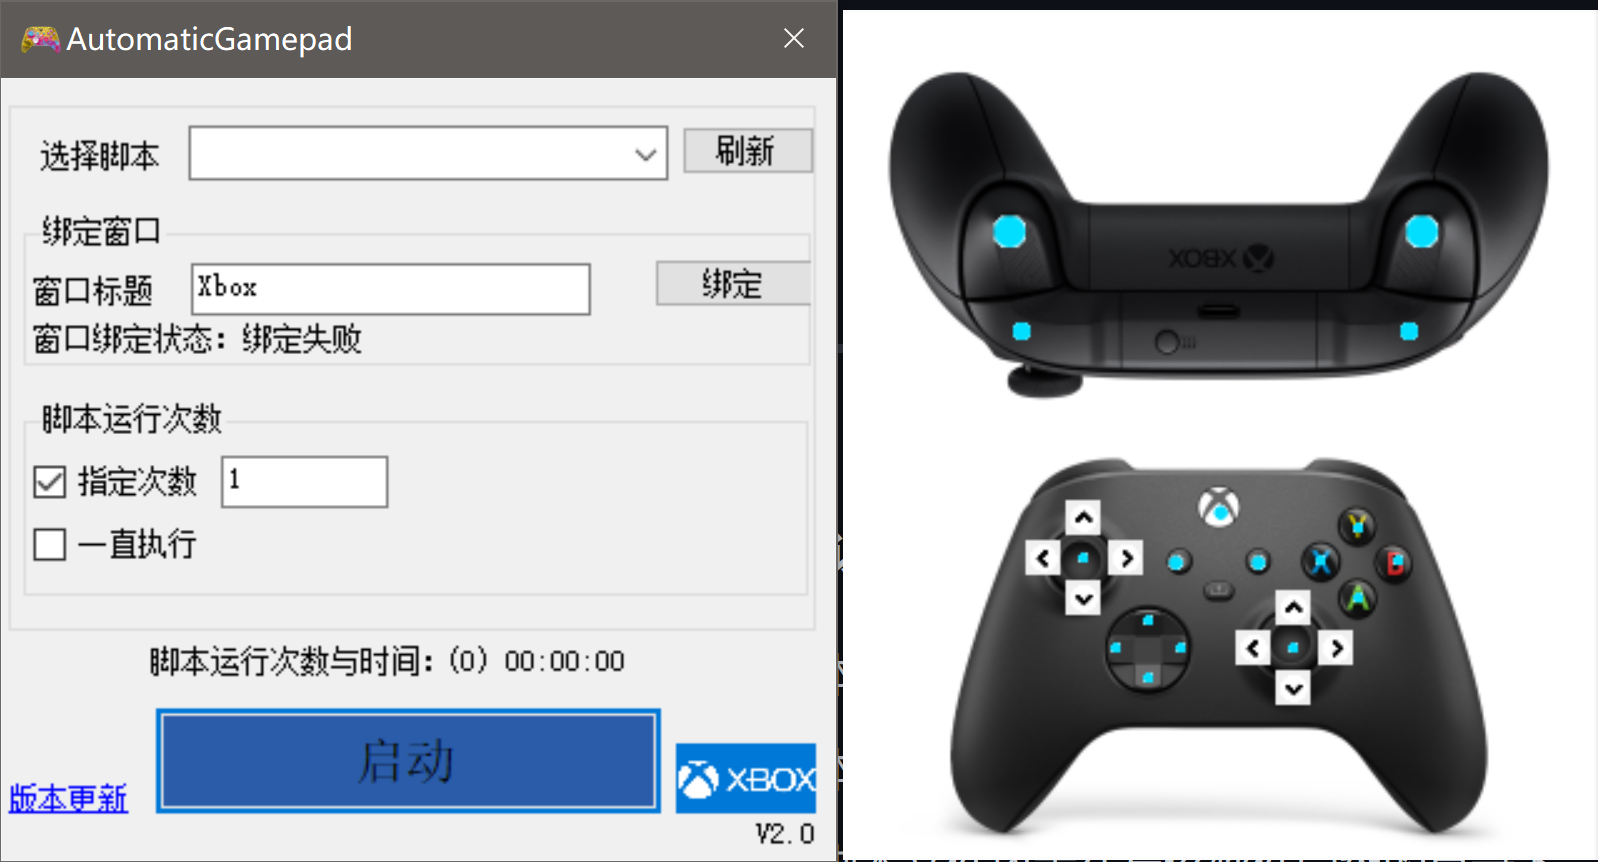 AutomaticGamepad
选择脚本
刷新
绑定窗口
窗口标题 Xbox 绑定
窗口绑定状态：绑定失败
脚本运行次数
指定次数 1
一直执行
脚本运行次数与时间：(0) 00:00:00
启动
版本更新
XBOX
V2.0
XBOX
Y
X B
A